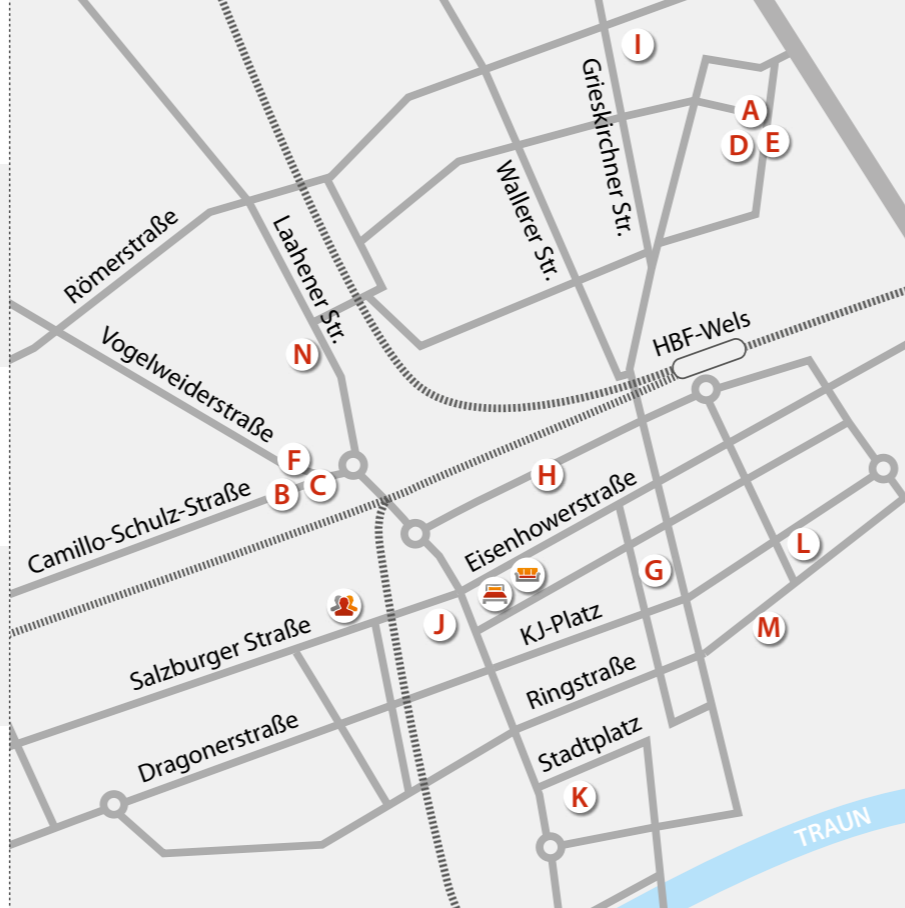 I
A
D
E
Grieskirchner Str.
Wallerer Str.
Römerstraße
Laahener Str.
HBF-Wels
N
Vogelweiderstraße
F
B
C
H
Camillo-Schulz-Straße
Eisenhowerstraße
L
G
J
KJ-Platz
M
Salzburger Straße
Ringstraße
Dragonerstraße
Stadtplatz
K
TRAUN